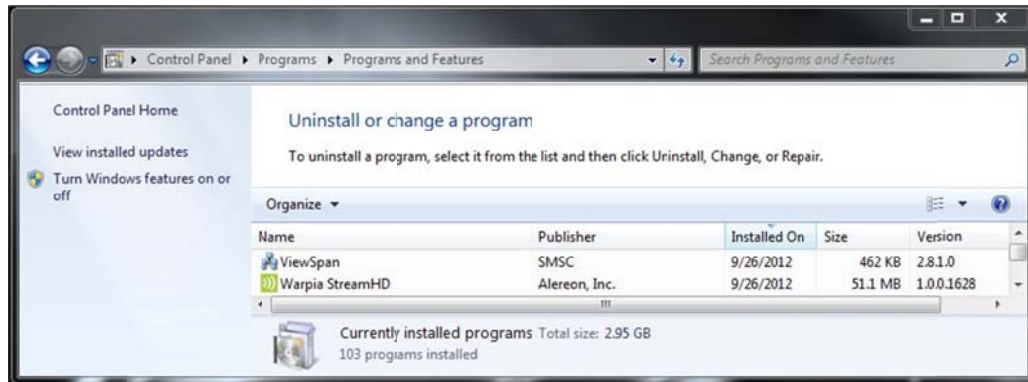 Control Panel Programs Programs and Features Search Programs and Features
Control Panel Home
View installed updates
Turn Windows features on or
off
Uninstall or change a program
To uninstall a program, select it from the list and then click Uninstall, Change, or Repair.
Organize
Name Publisher Installed On Size Version
ViewSpan SMSC 9/26/2012 462 KB 2.8.1.0
Warpia StreamHD Alereon, Inc. 9/26/2012 51.1 MB 1.0.0.1628
Currently installed programs Total size: 2.95 GB
103 programs installed